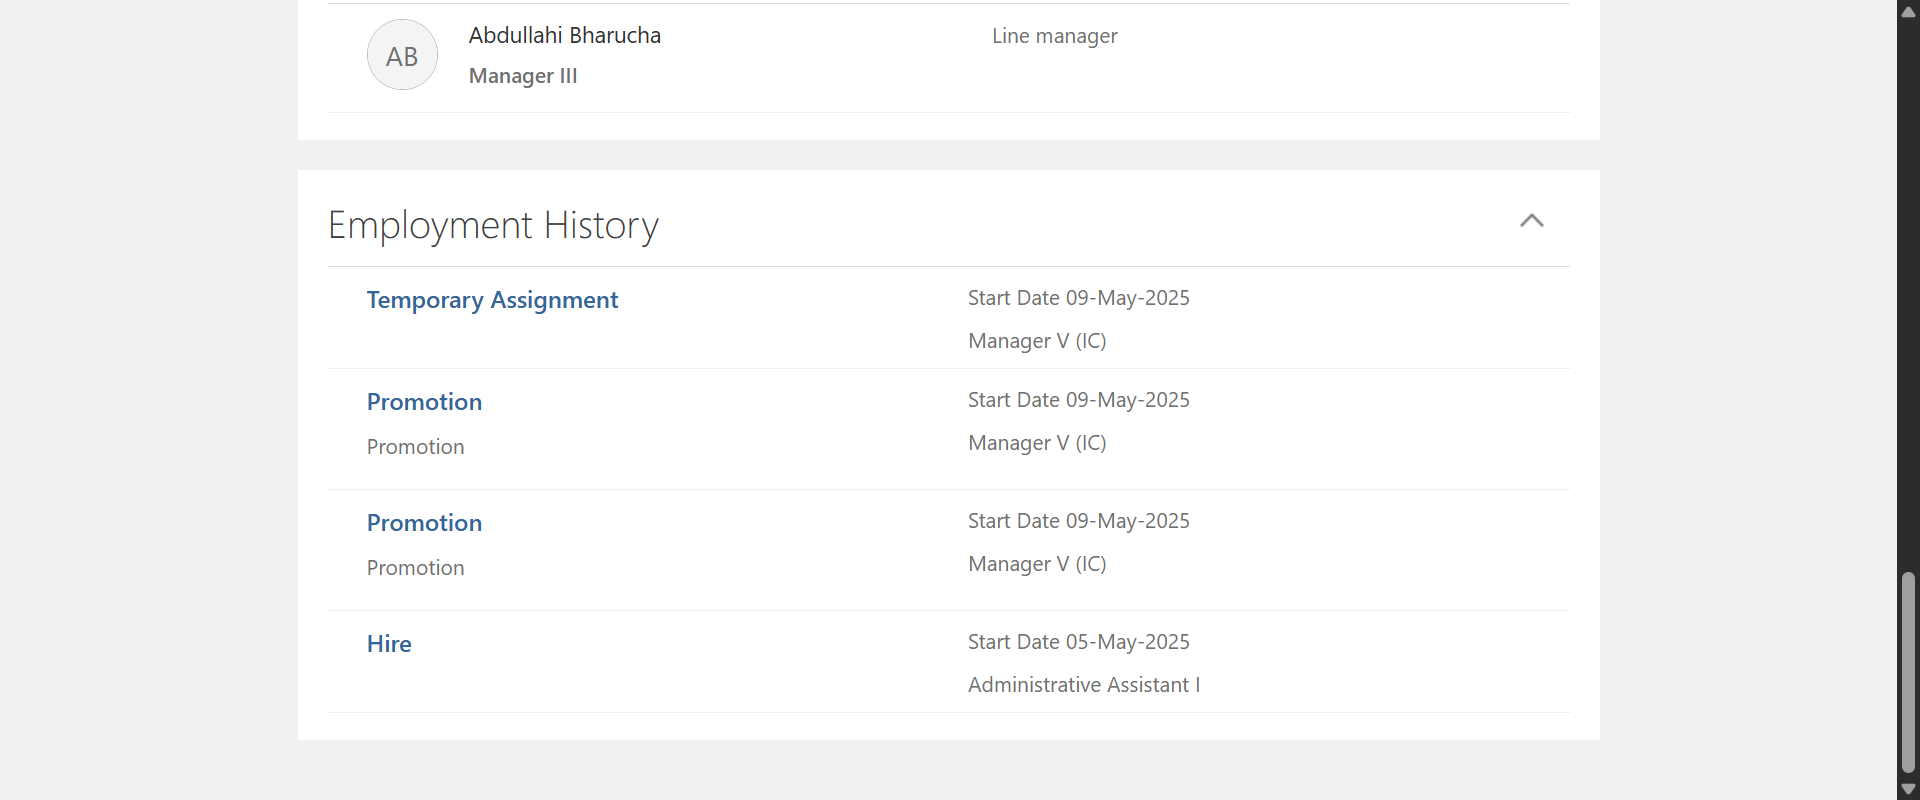 AB
Abdullahi Bharucha
Line manager
Manager III
Employment History
Temporary Assignment
Start Date 09-May-2025
Manager V (IC)
Promotion
Start Date 09-May-2025
Promotion
Manager V (IC)
Promotion
Start Date 09-May-2025
Promotion
Manager V (IC)
Hire
Start Date 05-May-2025
Administrative Assistant I